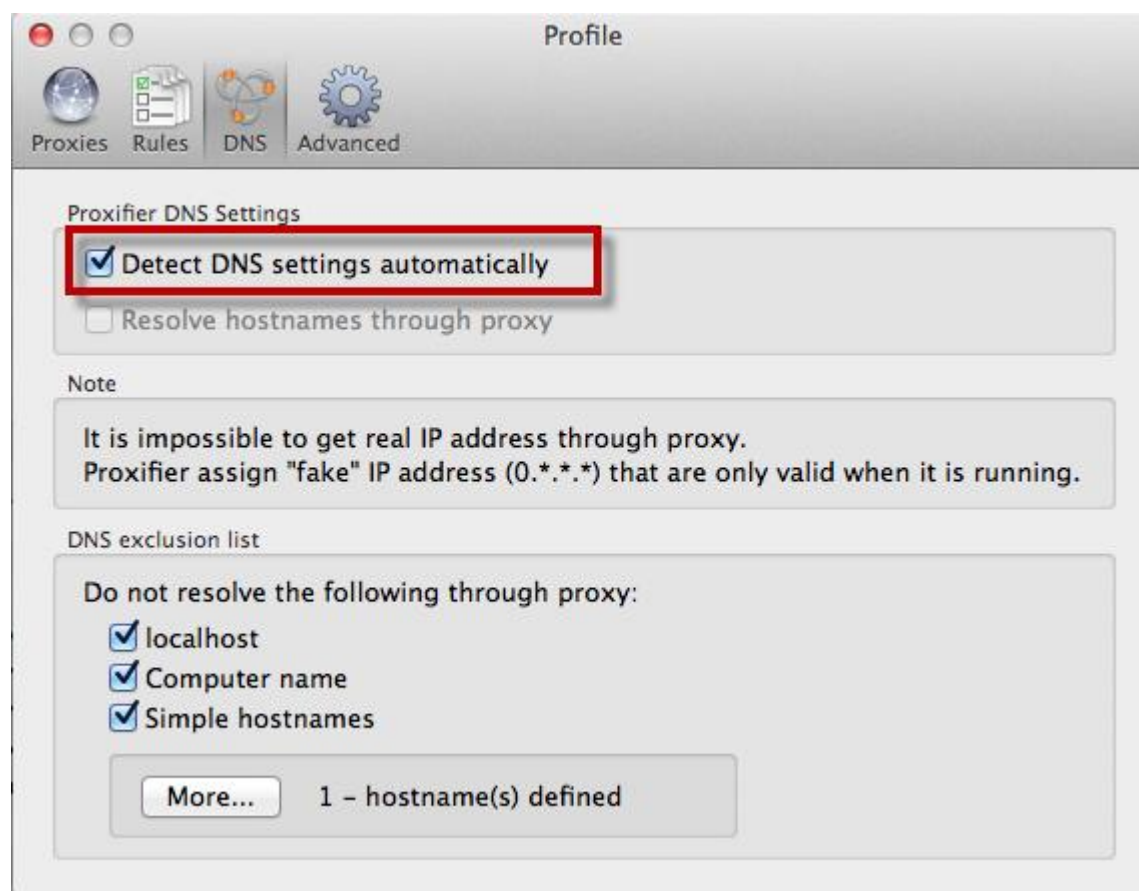 Profile
Proxies Rules DNS Advanced
Proxifier DNS Settings
Detect DNS settings automatically
Resolve hostnames through proxy
Note
It is impossible to get real IP address through proxy.
Proxifier assign "fake" IP address (0.*.*.*) that are only valid when it is running.
DNS exclusion list
Do not resolve the following through proxy:
localhost
Computer name
Simple hostnames
More... 1 – hostname(s) defined